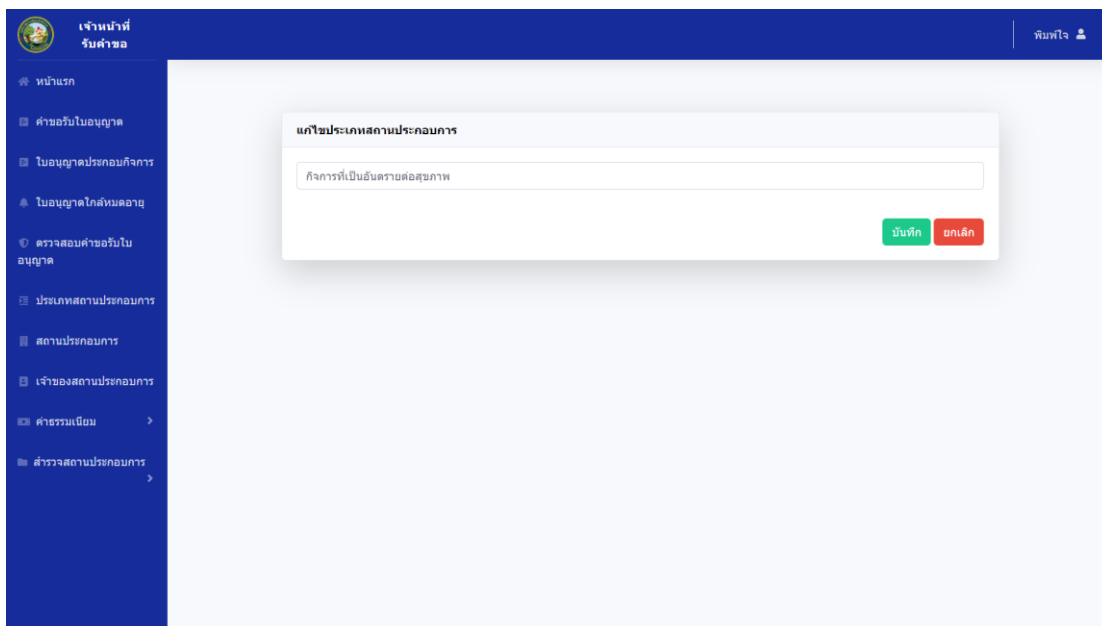 เจ้าหน้าที่
รับคำขอ
พิมพ์ใจ
หน้าแรก
คำขอรับใบอนุญาต
ใบอนุญาตประกอบกิจการ
ใบอนุญาตใกล้หมดอายุ
ตรวจสอบคำขอรับใบ
อนุญาต
ประเภทสถานประกอบการ
สถานประกอบการ
เจ้าของสถานประกอบการ
ค่าธรรมเนียม
สำรวจสถานประกอบการ
แก้ไขประเภทสถานประกอบการ
กิจการที่เป็นอันตรายต่อสุขภาพ
บันทึก ยกเลิก